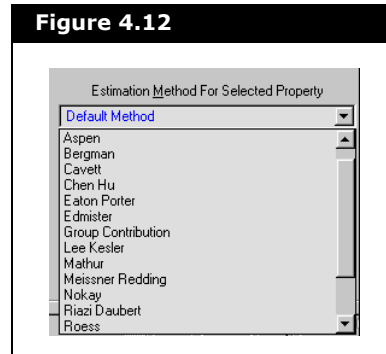 Figure 4.12
Estimation Method For Selected Property
Default Method
Aspen
Bergman
Cavett
Chen Hu
Eaton Porter
Edmister
Group Contribution
Lee Kesler
Mathur
Meissner Redding
Nokay
Riazi Daubert
Roess